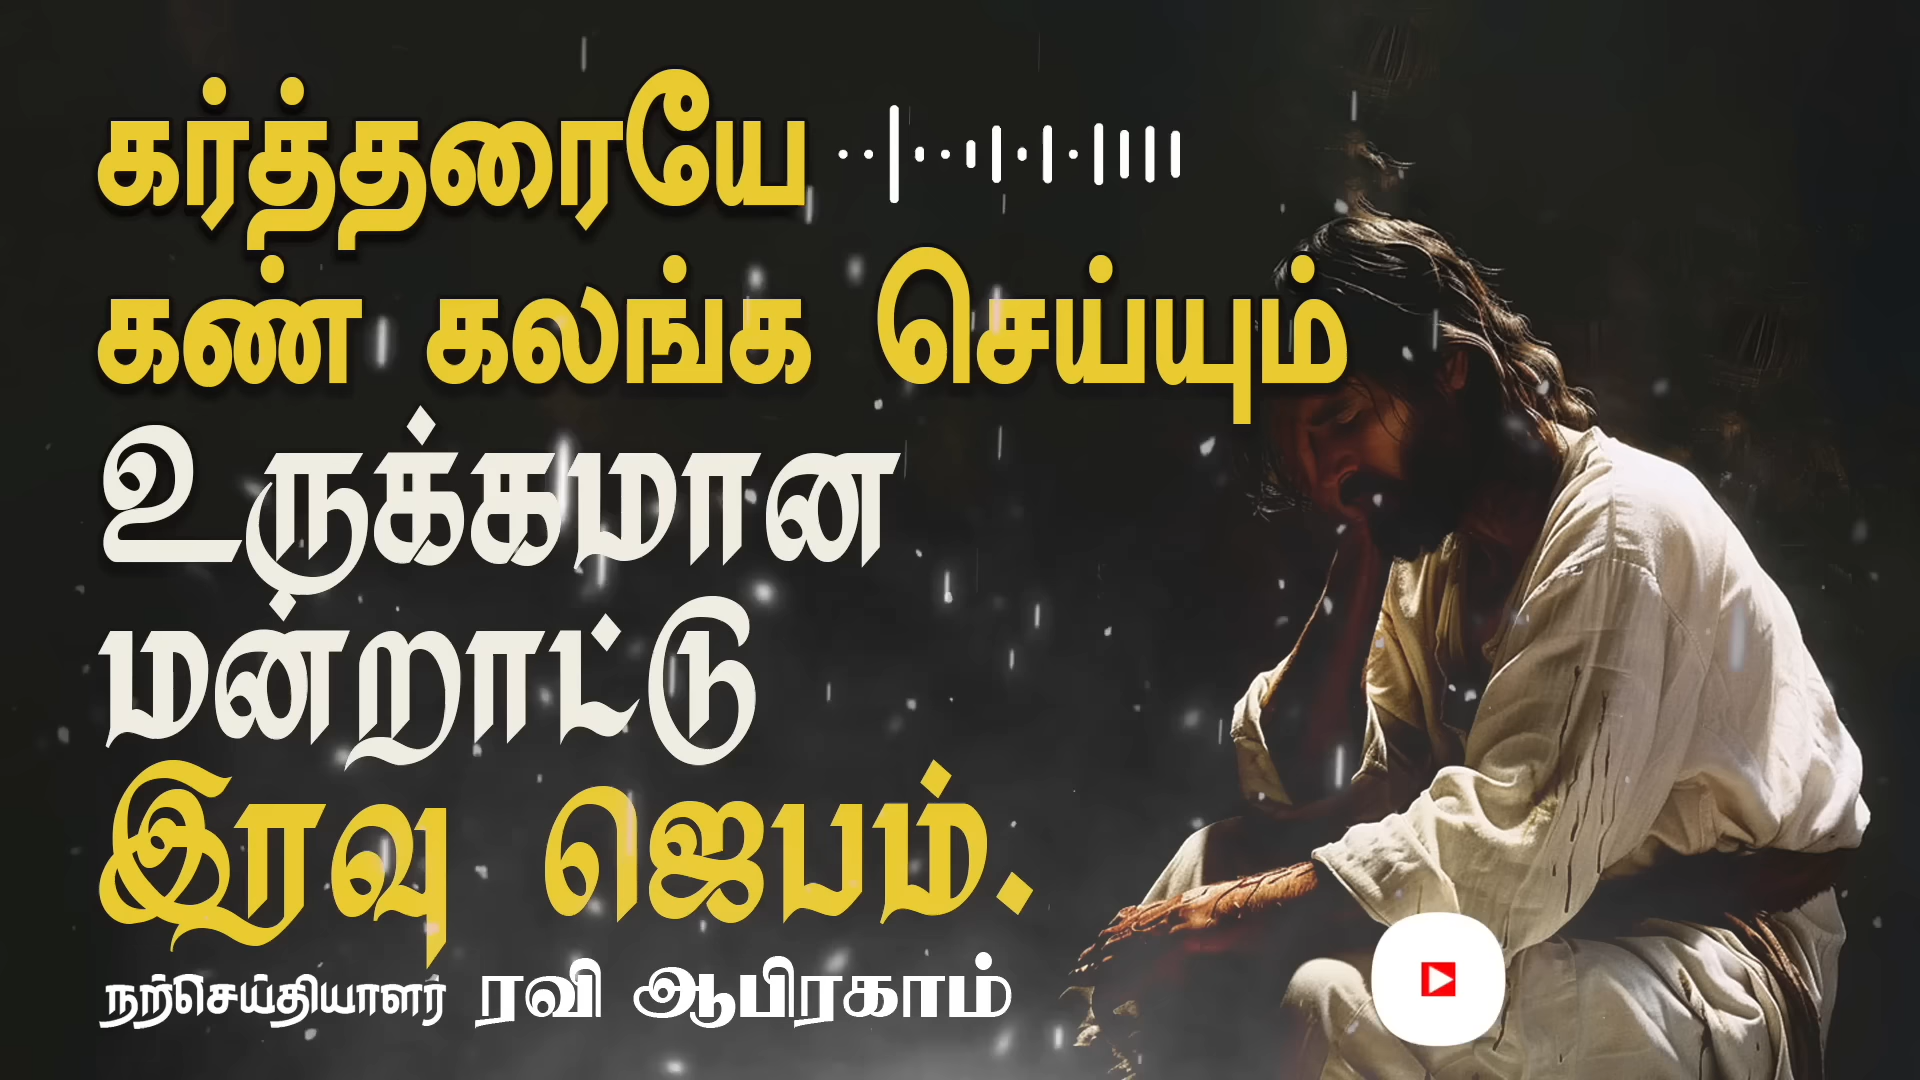 கர்த்தரையே
கண் கலங்க செய்யும்
உருக்கமான
மன்றாட்டு
இரவு ஜெபம்.
நற்செய்தியாளர் ரவி ஆபிரகாம்